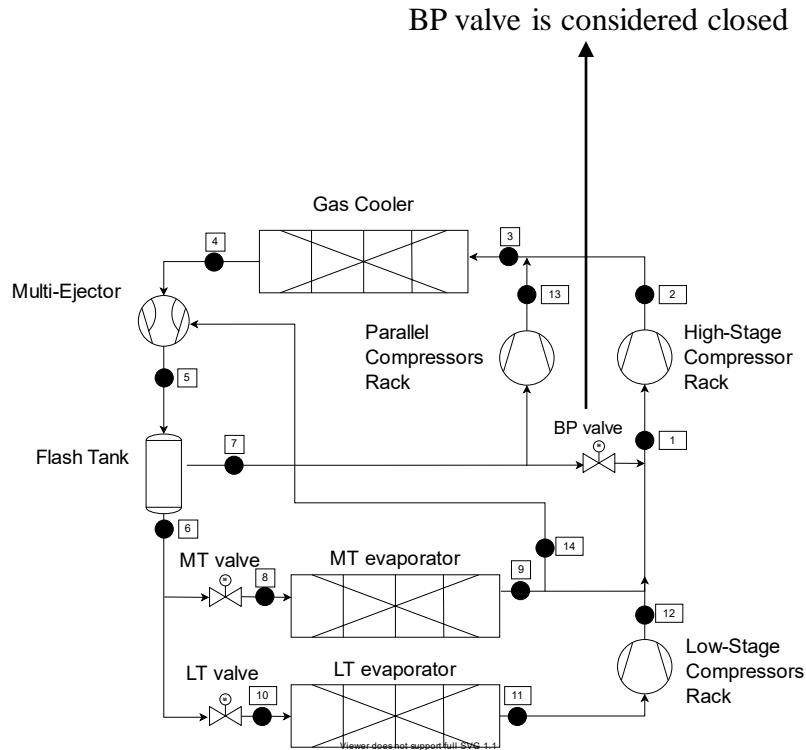 BP valve is considered closed
Gas Cooler
3
4
Multi-Ejector
13
2
Parallel
Compressors
Rack
High-Stage
Compressor
Rack
5
BP valve
M
1
Flash Tank
7
6
14
MT valve
M
8
MT evaporator
9
12
LT valve
M
10
LT evaporator
11
Low-Stage
Compressors
Rack
Viewer does not support full SVG 1.1